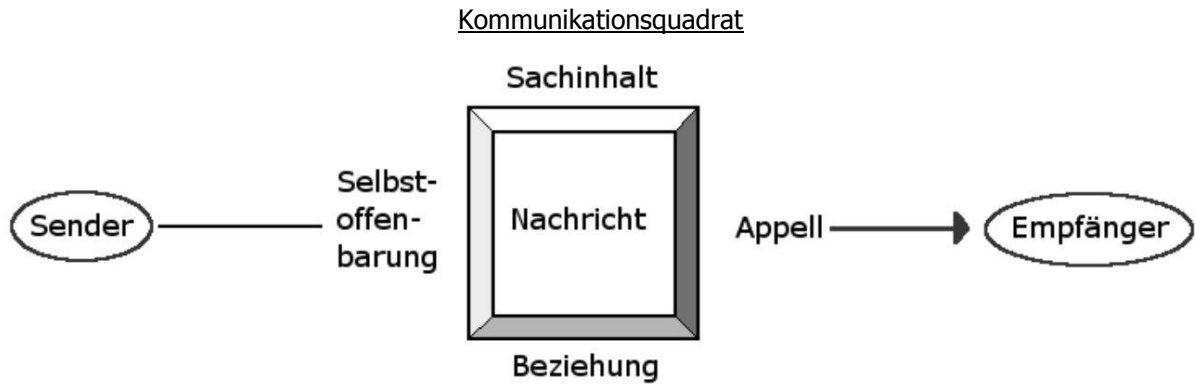 Kommunikationsquadrat
Sachinhalt
Sender
Selbst-
offen-
barung
Nachricht
Appell
Empfänger
Beziehung